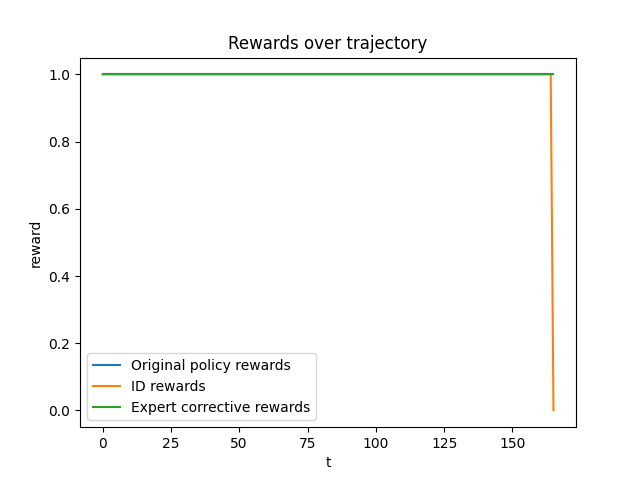 Rewards over trajectory
1.0
0.8
0.6
0.4
0.2
0.0
reward
Original policy rewards
ID rewards
Expert corrective rewards
0 25 50 75 100 125 150
t